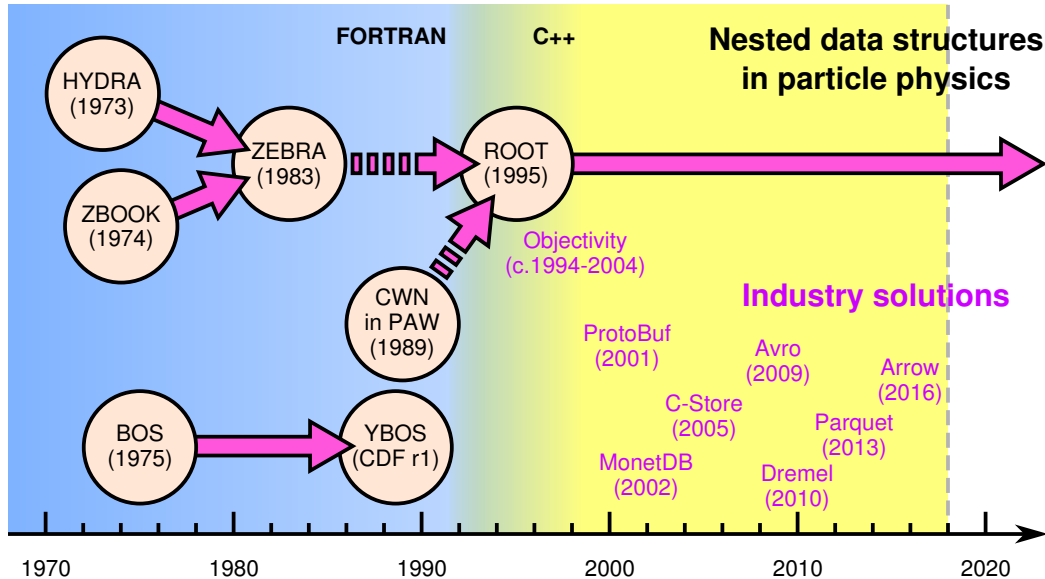 FORTRAN
C++
Nested data structures
in particle physics
HYDRA
(1973)
ZEBRA
(1983)
ROOT
(1995)
ZBOOK
(1974)
Objectivity
(c.1994-2004)
CWN
in PAW
(1989)
Industry solutions
ProtoBuf
(2001)
Avro
(2009)
Arrow
(2016)
C-Store
(2005)
Parquet
(2013)
MonetDB
(2002)
Dremel
(2010)
BOS
(1975)
YBOS
(CDF r1)
1970
1980
1990
2000
2010
2020